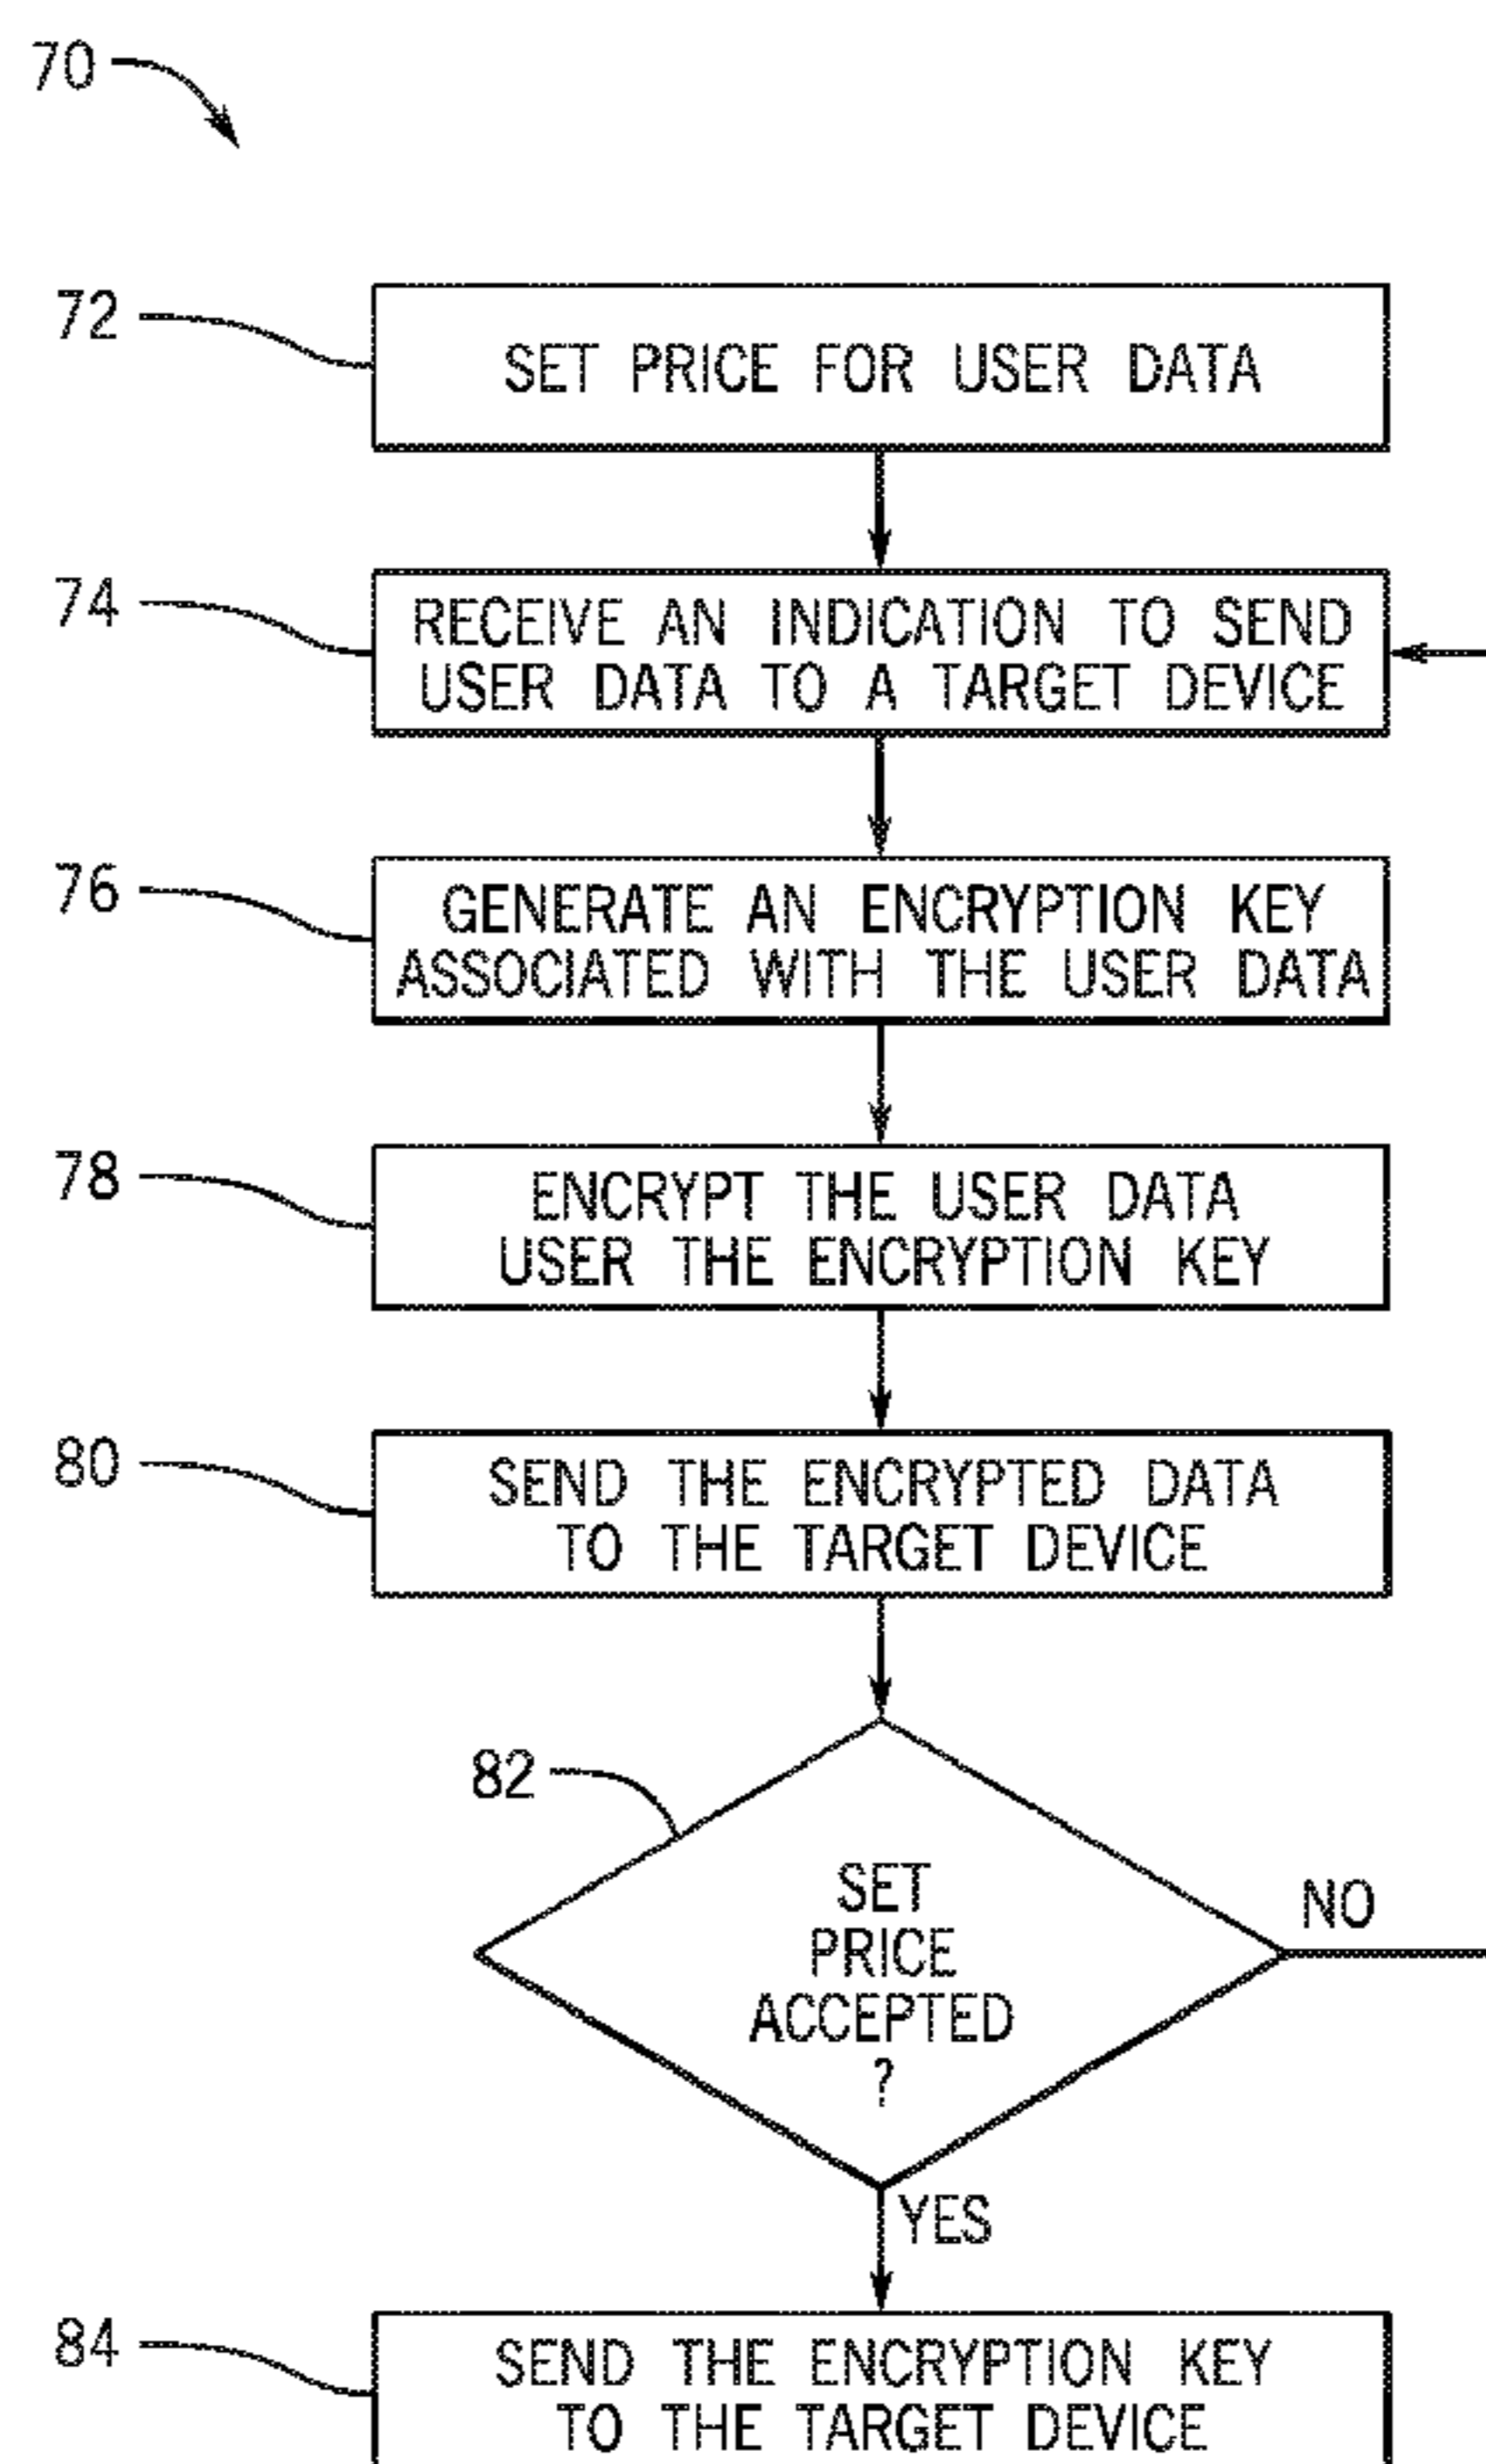 70
72
SET PRICE FOR USER DATA
74
RECEIVE AN INDICATION TO SEND
USER DATA TO A TARGET DEVICE
76
GENERATE AN ENCRYPTION KEY
ASSOCIATED WITH THE USER DATA
78
ENCRYPT THE USER DATA
USER THE ENCRYPTION KEY
80
SEND THE ENCRYPTED DATA
TO THE TARGET DEVICE
82
SET
PRICE
ACCEPTED
?
NO
YES
84
SEND THE ENCRYPTION KEY
TO THE TARGET DEVICE